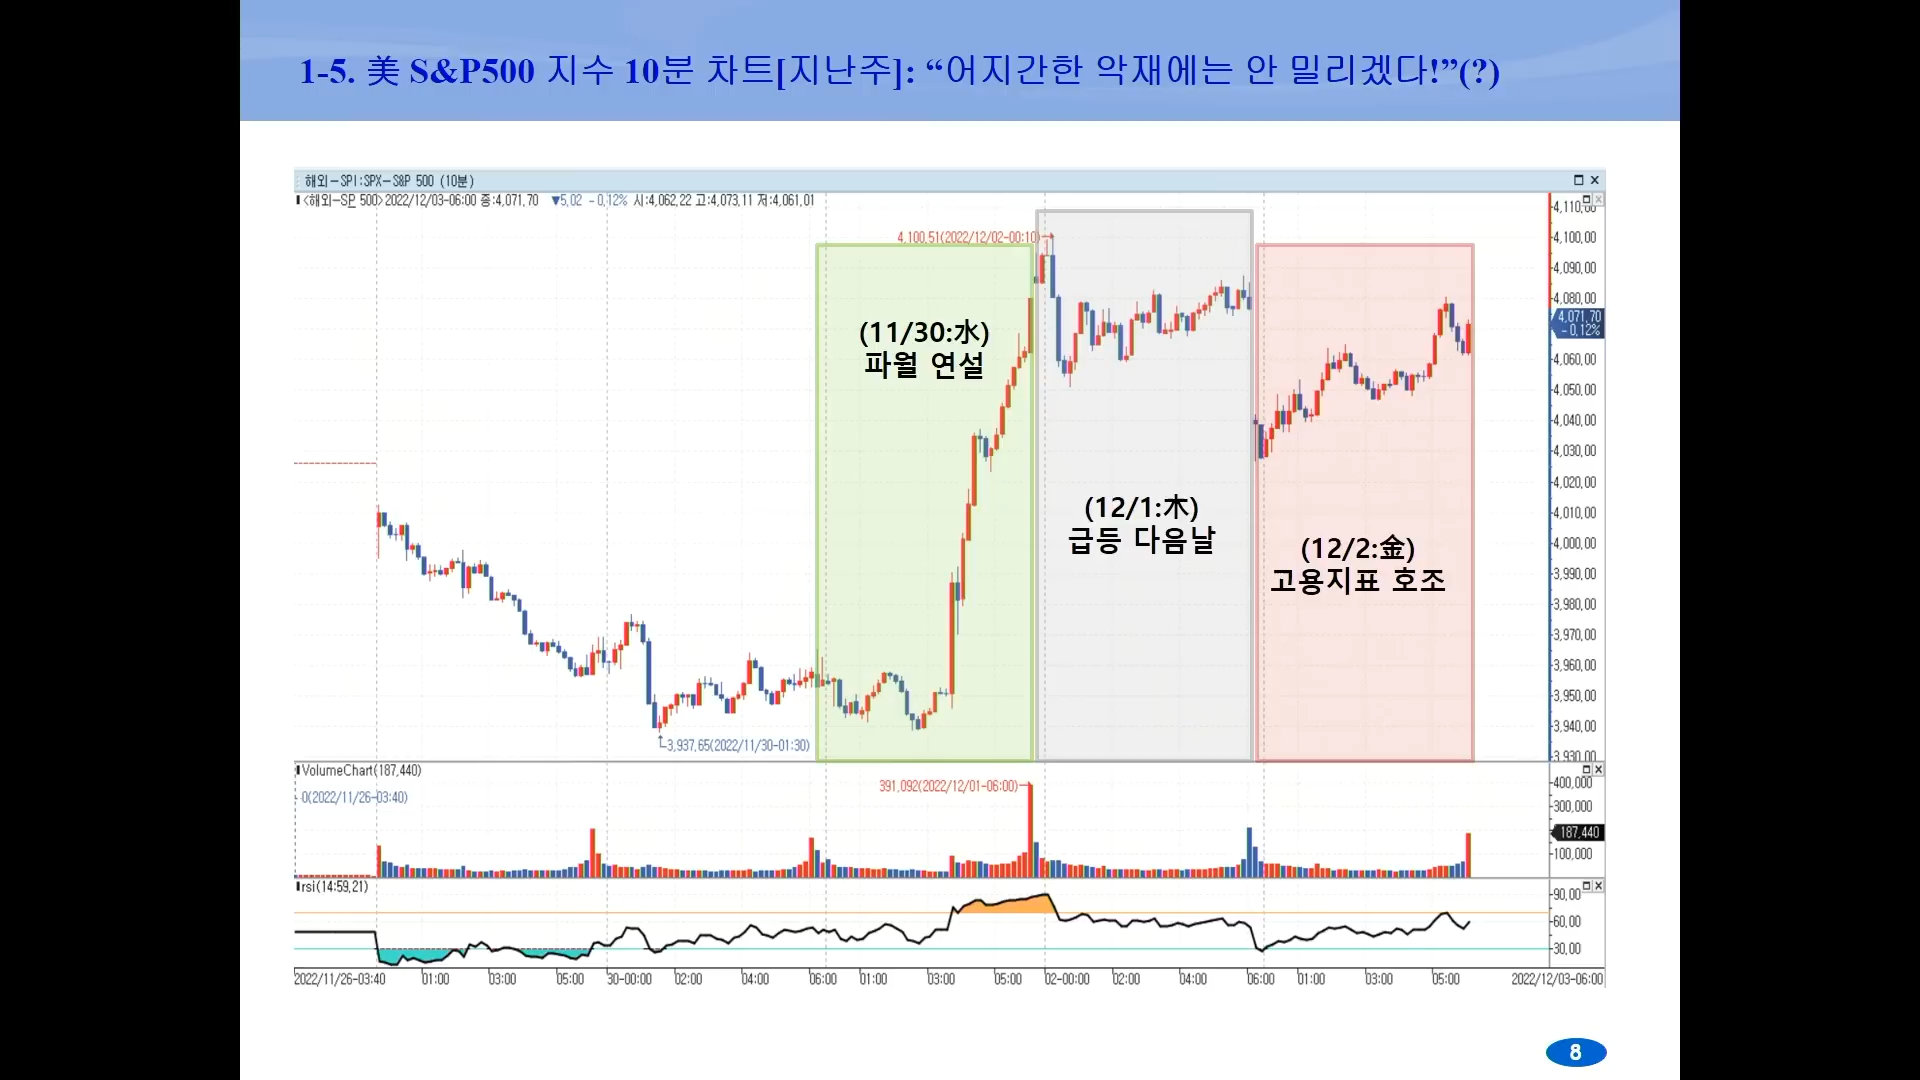 1-5. 美 S&P500 지수 10분 차트[지난주]: “어지간한 악재에는 안 밀리겠다!”(?)
해외-SPI:SPX-S&P 500 (10분)
<해외-SP 500>2022/12/03-06:00 종:4,071.70 ▼5.02 -0.12% 시:4,062.22 고:4,073.11 저:4,061.01
4,110.00
4,100.51(2022/12/02-00:10)
4,100.00
4,090.00
4,080.00
4,071.70
-0.12%
4,060.00
4,050.00
4,040.00
4,030.00
4,020.00
4,010.00
4,000.00
3,990.00
3,980.00
3,970.00
3,960.00
3,950.00
3,940.00
3,930.00
(11/30:水)
파월 연설
(12/1:木)
급등 다음날
(12/2:金)
고용지표 호조
3,937.65(2022/11/30-01:30)
VolumeChart(187,440)
0(2022/11/26-03:40)
391,092(2022/12/01-06:00)
400,000
300,000
187,440
100,000
rsi(14:59.21)
90.00
60.00
30.00
2022/11/26-03:40 01:00 03:00 05:00 30-00:00 02:00 04:00 06:00 01:00 03:00 05:00 02-00:00 02:00 04:00 06:00 01:00 03:00 05:00 2022/12/03-06:00
8